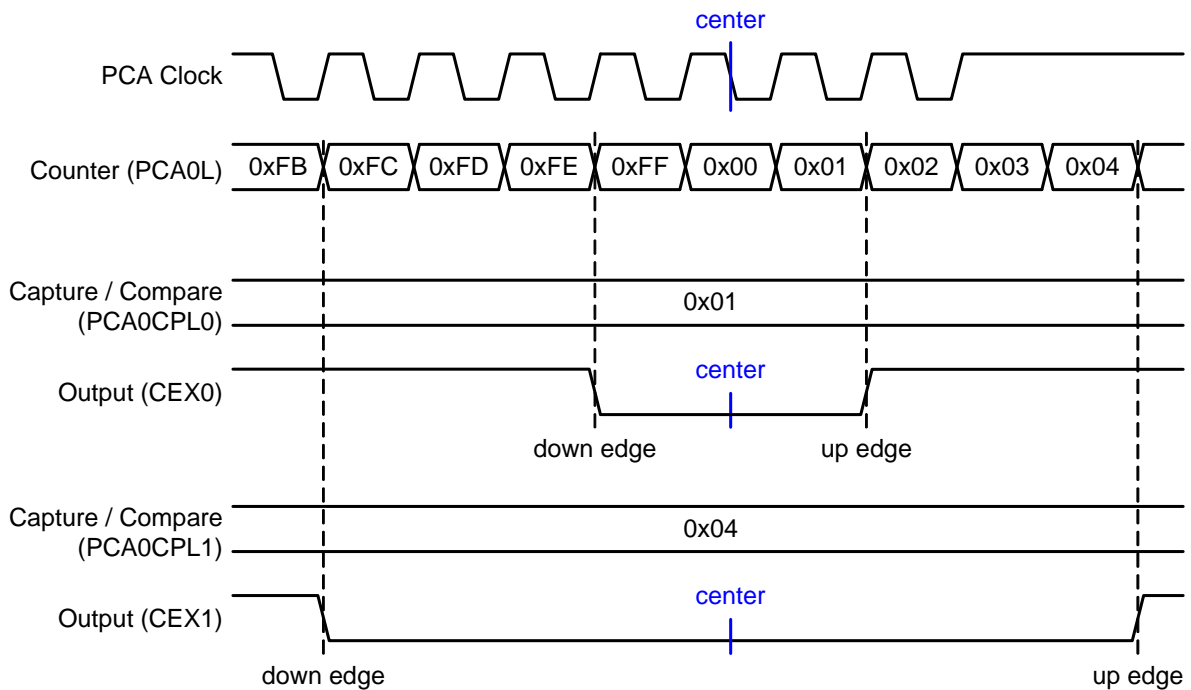 center
PCA Clock
Counter (PCA0L) 0xFB 0xFC 0xFD 0xFE 0xFF 0x00 0x01 0x02 0x03 0x04
Capture / Compare
(PCA0CPL0)
0x01
center
Output (CEX0)
down edge up edge
Capture / Compare
(PCA0CPL1)
0x04
center
Output (CEX1)
down edge up edge